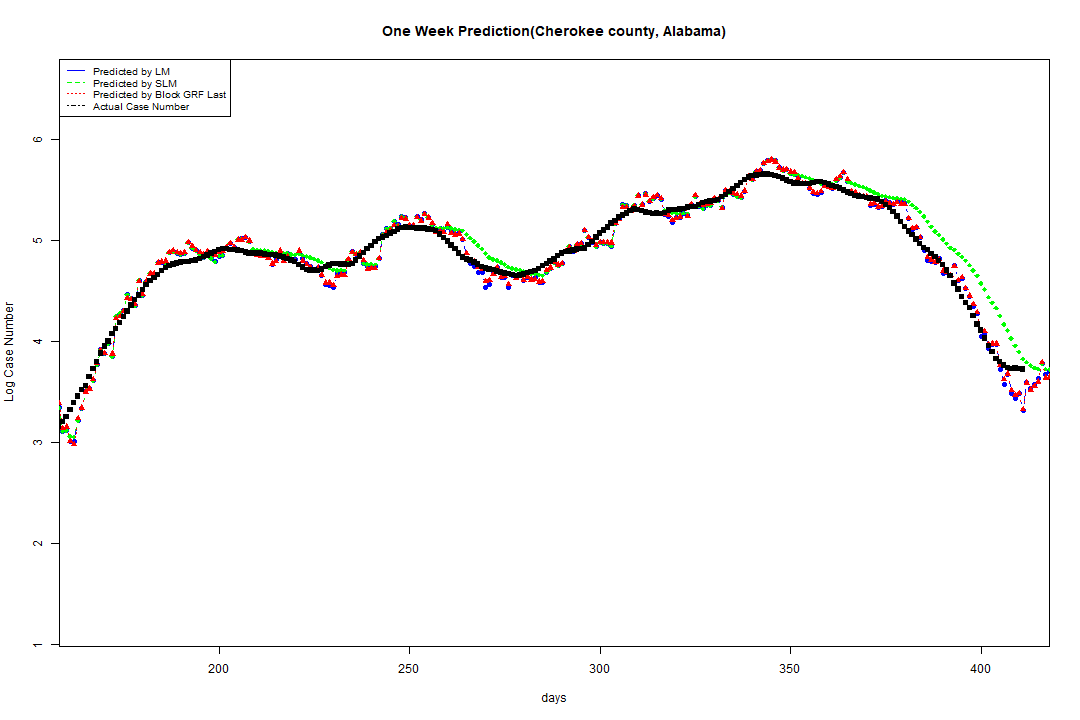 One Week Prediction(Cherokee county, Alabama)
Predicted by LM
Predicted by SLM
Predicted by Block GRF Last
Actual Case Number
6
5
4
3
2
1
Log Case Number
200 250 300 350 400
days